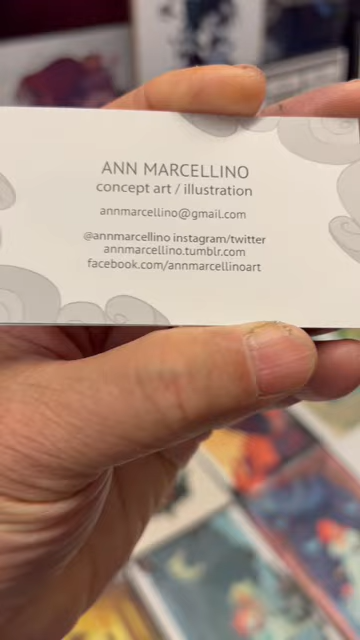 ANN MARCELLINO
concept art / illustration
annmarcellino@gmail.com
@annmarcellino instagram/twitter
annmarcellino.tumblr.com
facebook.com/annmarcellinoart